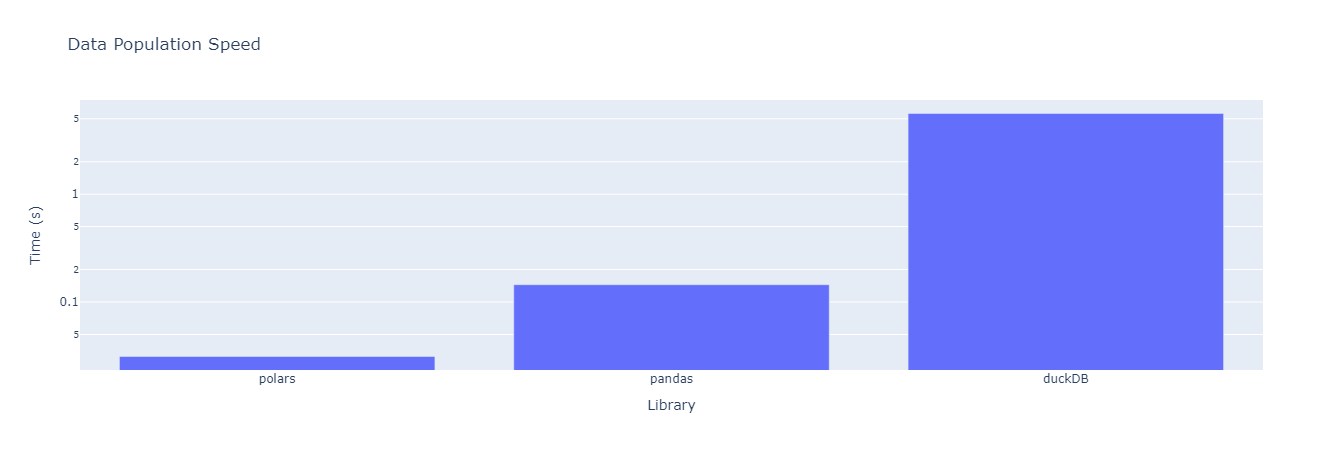 Data Population Speed
5
2
1
5
2
0.1
5
Time (s)
polars pandas duckDB
Library